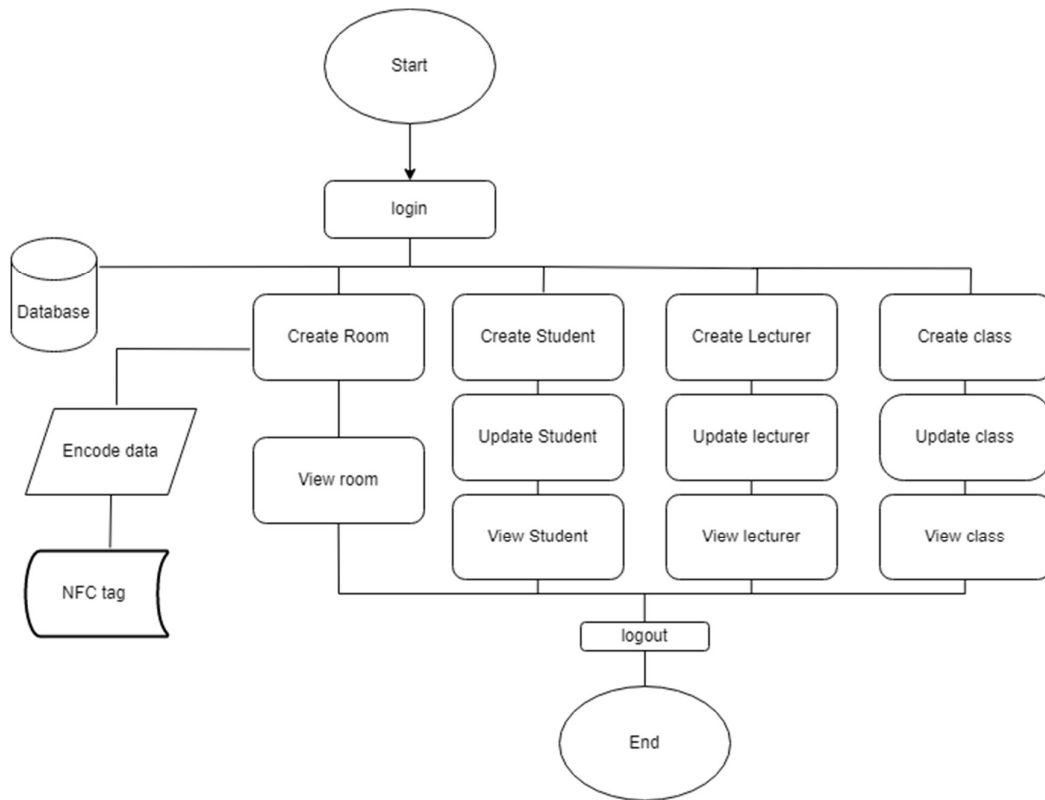 Start
login
Database
Create Room
Create Student
Create Lecturer
Create class
Encode data
View room
Update Student
Update lecturer
Update class
View Student
View lecturer
View class
NFC tag
logout
End